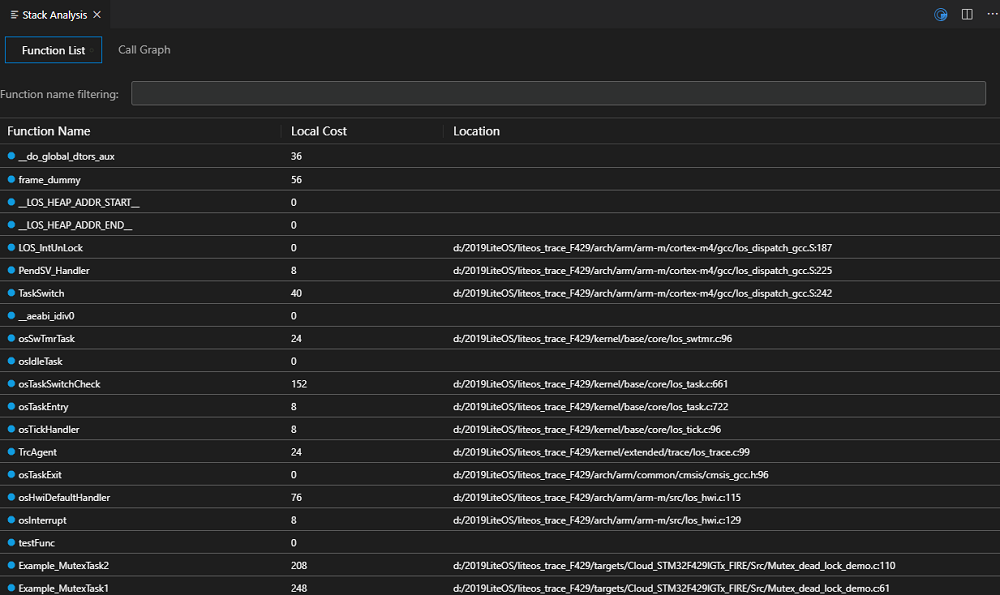 Stack Analysis
Function List
Call Graph
Function name filtering:
Function Name Local Cost Location
__do_global_dtors_aux 36
frame_dummy 56
__LOS_HEAP_ADDR_START__ 0
__LOS_HEAP_ADDR_END__ 0
LOS_IntUnLock 0 d:/2019LiteOS/liteos_trace_F429/arch/arm/arm-m/cortex-m4/gcc/los_dispatch_gcc.S:187
PendSV_Handler 8 d:/2019LiteOS/liteos_trace_F429/arch/arm/arm-m/cortex-m4/gcc/los_dispatch_gcc.S:225
TaskSwitch 40 d:/2019LiteOS/liteos_trace_F429/arch/arm/arm-m/cortex-m4/gcc/los_dispatch_gcc.S:242
__aeabi_idiv0 0
osSwTmrTask 24 d:/2019LiteOS/liteos_trace_F429/kernel/base/core/los_swtmr.c:96
osIdleTask 0
osTaskSwitchCheck 152 d:/2019LiteOS/liteos_trace_F429/kernel/base/core/los_task.c:661
osTaskEntry 8 d:/2019LiteOS/liteos_trace_F429/kernel/base/core/los_task.c:722
osTickHandler 8 d:/2019LiteOS/liteos_trace_F429/kernel/base/core/los_tick.c:96
TrcAgent 24 d:/2019LiteOS/liteos_trace_F429/kernel/extended/trace/los_trace.c:99
osTaskExit 0 d:/2019LiteOS/liteos_trace_F429/arch/arm/common/cmsis/cmsis_gcc.h:96
osHwiDefaultHandler 76 d:/2019LiteOS/liteos_trace_F429/arch/arm/arm-m/src/los_hwi.c:115
osInterrupt 8 d:/2019LiteOS/liteos_trace_F429/arch/arm/arm-m/src/los_hwi.c:129
testFunc 0
Example_MutexTask2 208 d:/2019LiteOS/liteos_trace_F429/targets/Cloud_STM32F429IGTx_FIRE/Src/Mutex_dead_lock_demo.c:110
Example_MutexTask1 248 d:/2019LiteOS/liteos_trace_F429/targets/Cloud_STM32F429IGTx_FIRE/Src/Mutex_dead_lock_demo.c:61